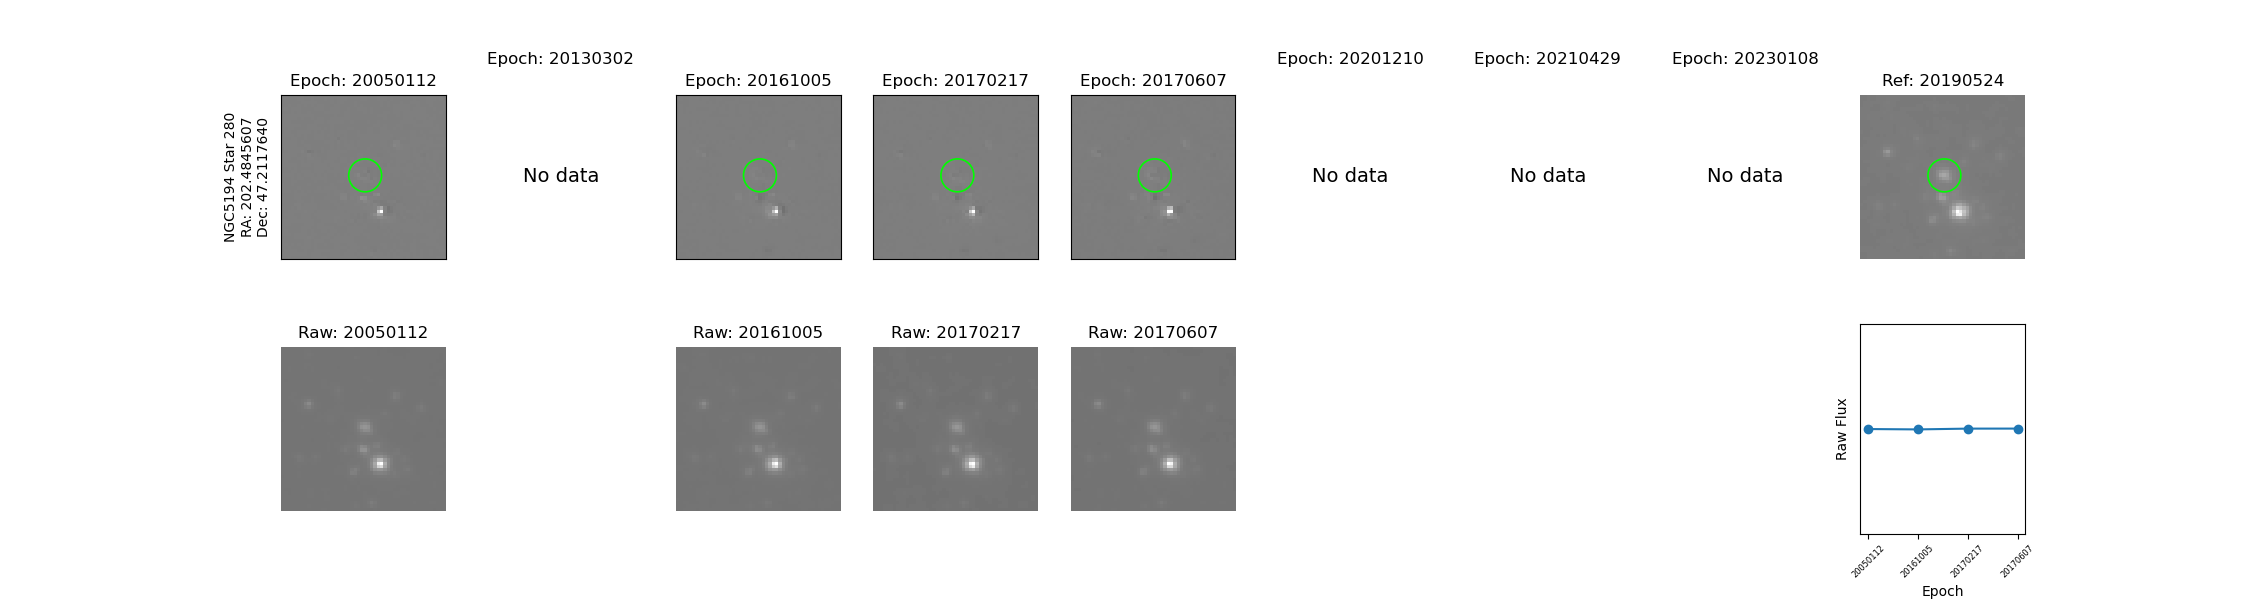 Epoch: 20130302
Epoch: 20201210
Epoch: 20210429
Epoch: 20230108
Epoch: 20050112
Epoch: 20161005
Epoch: 20170217
Epoch: 20170607
Ref: 20190524
NGC5194 Star 280
RA: 202.4845607
Dec: 47.2117640
No data
No data
No data
No data
Raw: 20050112
Raw: 20161005
Raw: 20170217
Raw: 20170607
Raw Flux
20050112
20161005
20170217
20170607
Epoch